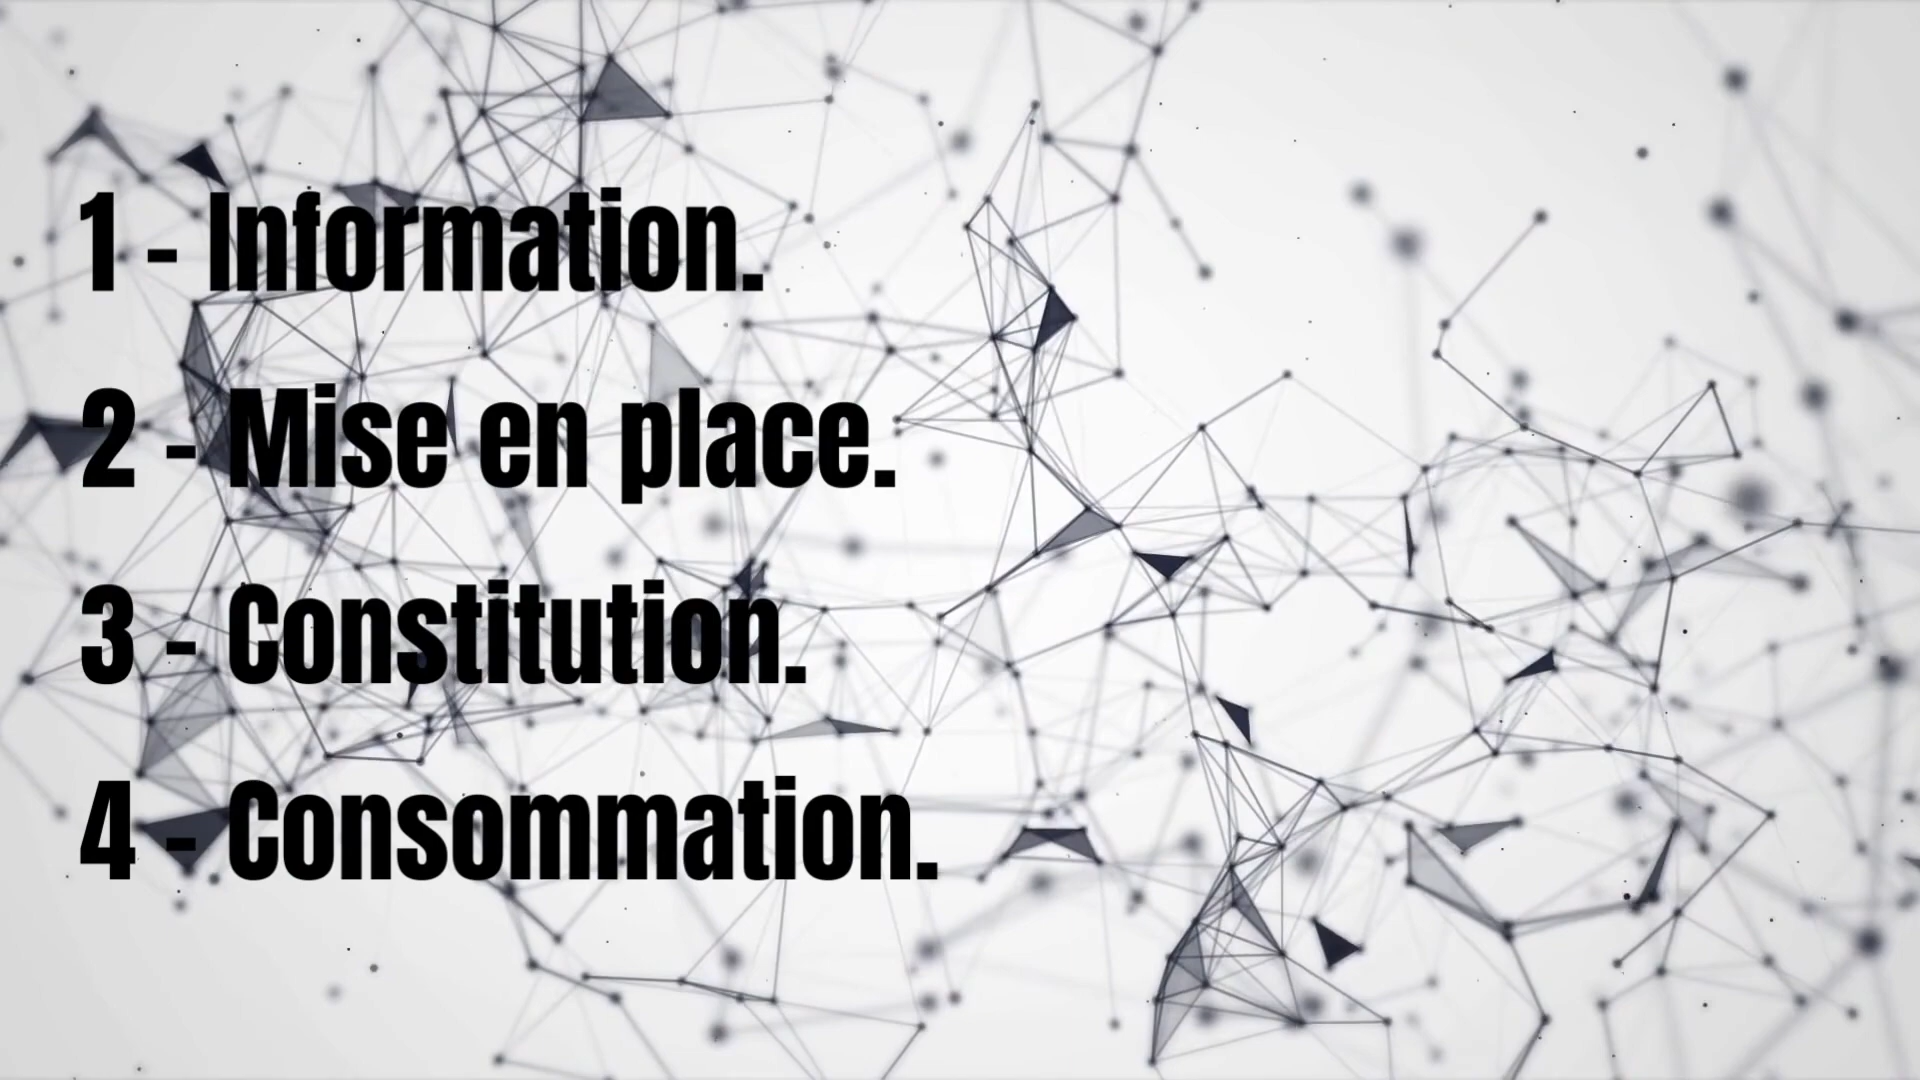 1 - Information.
2 - Mise en place.
3 - Constitution.
4 - Consommation.